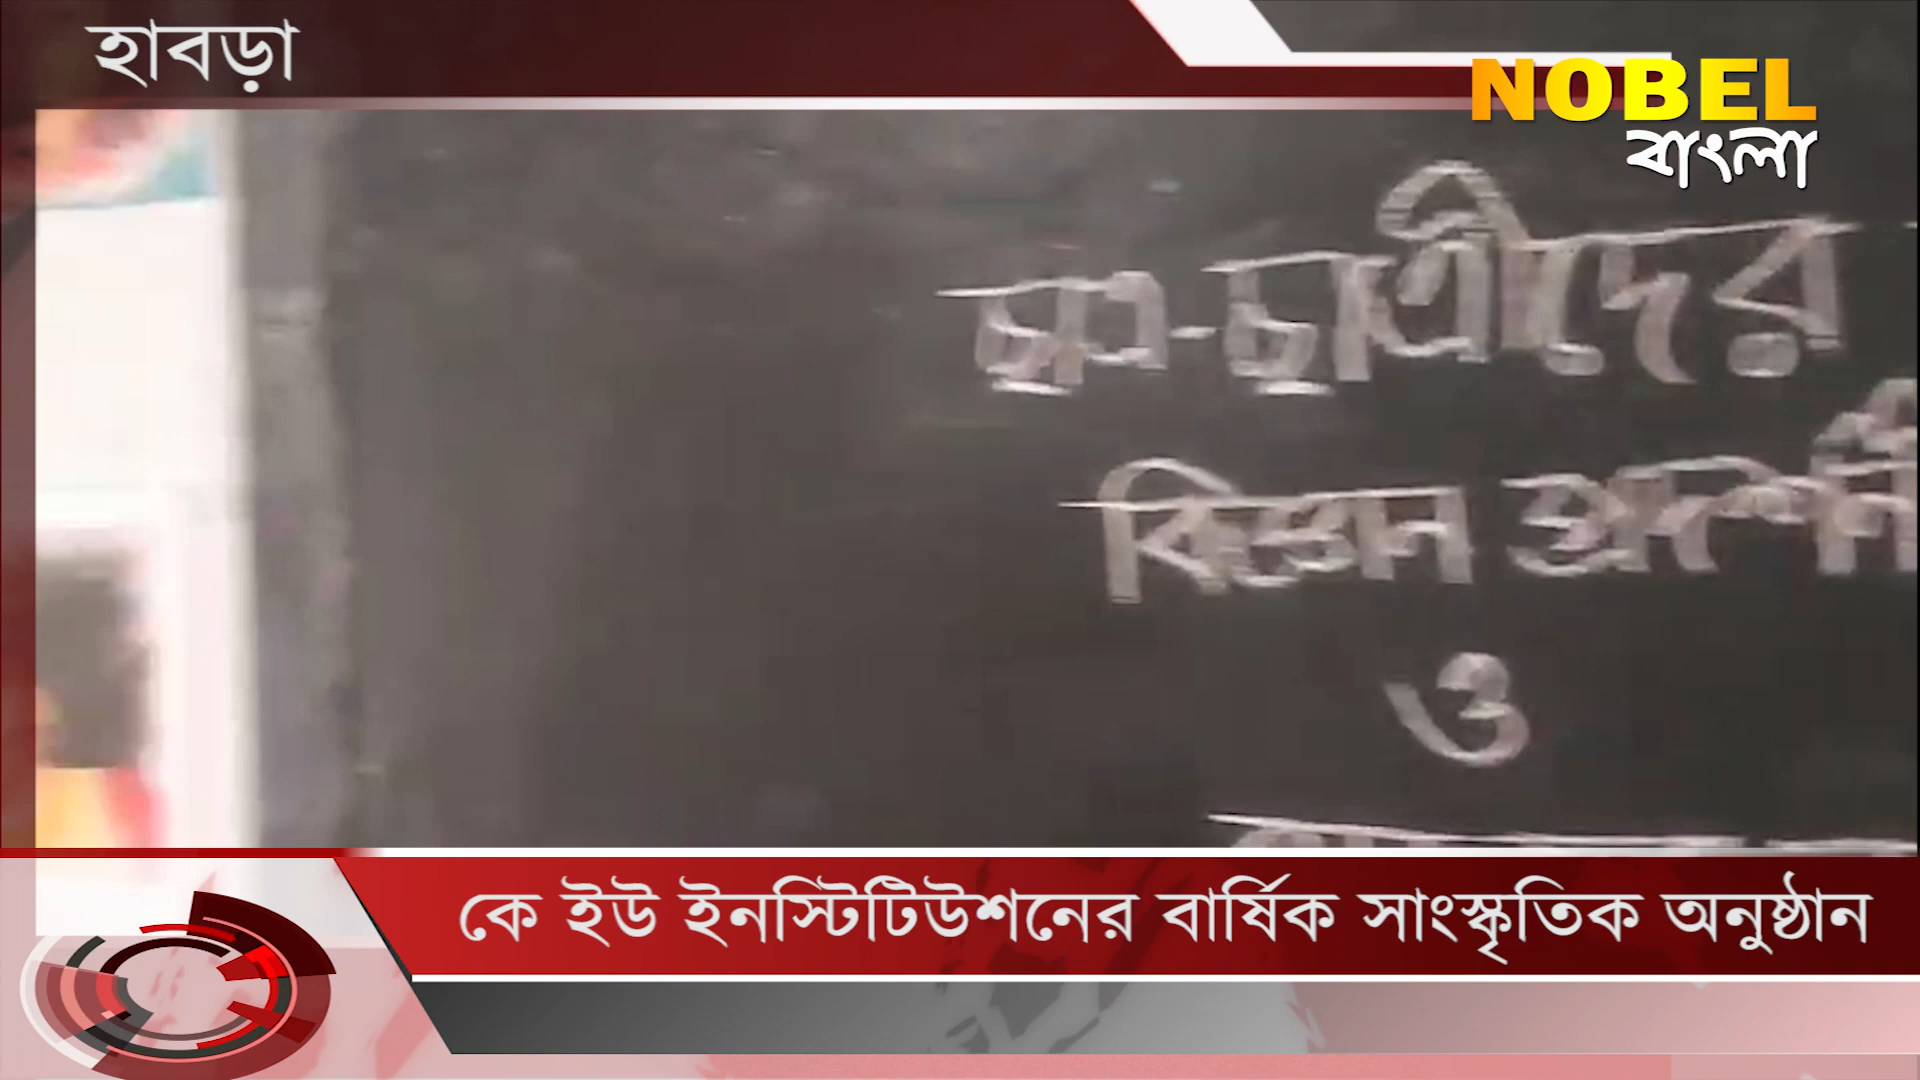 হাবড়া
NOBEL
বাংলা
ছাত্র-ছাত্রীদের
বিজ্ঞান
ও
কে ইউ ইনস্টিটিউশনের বার্ষিক সাংস্কৃতিক অনুষ্ঠান